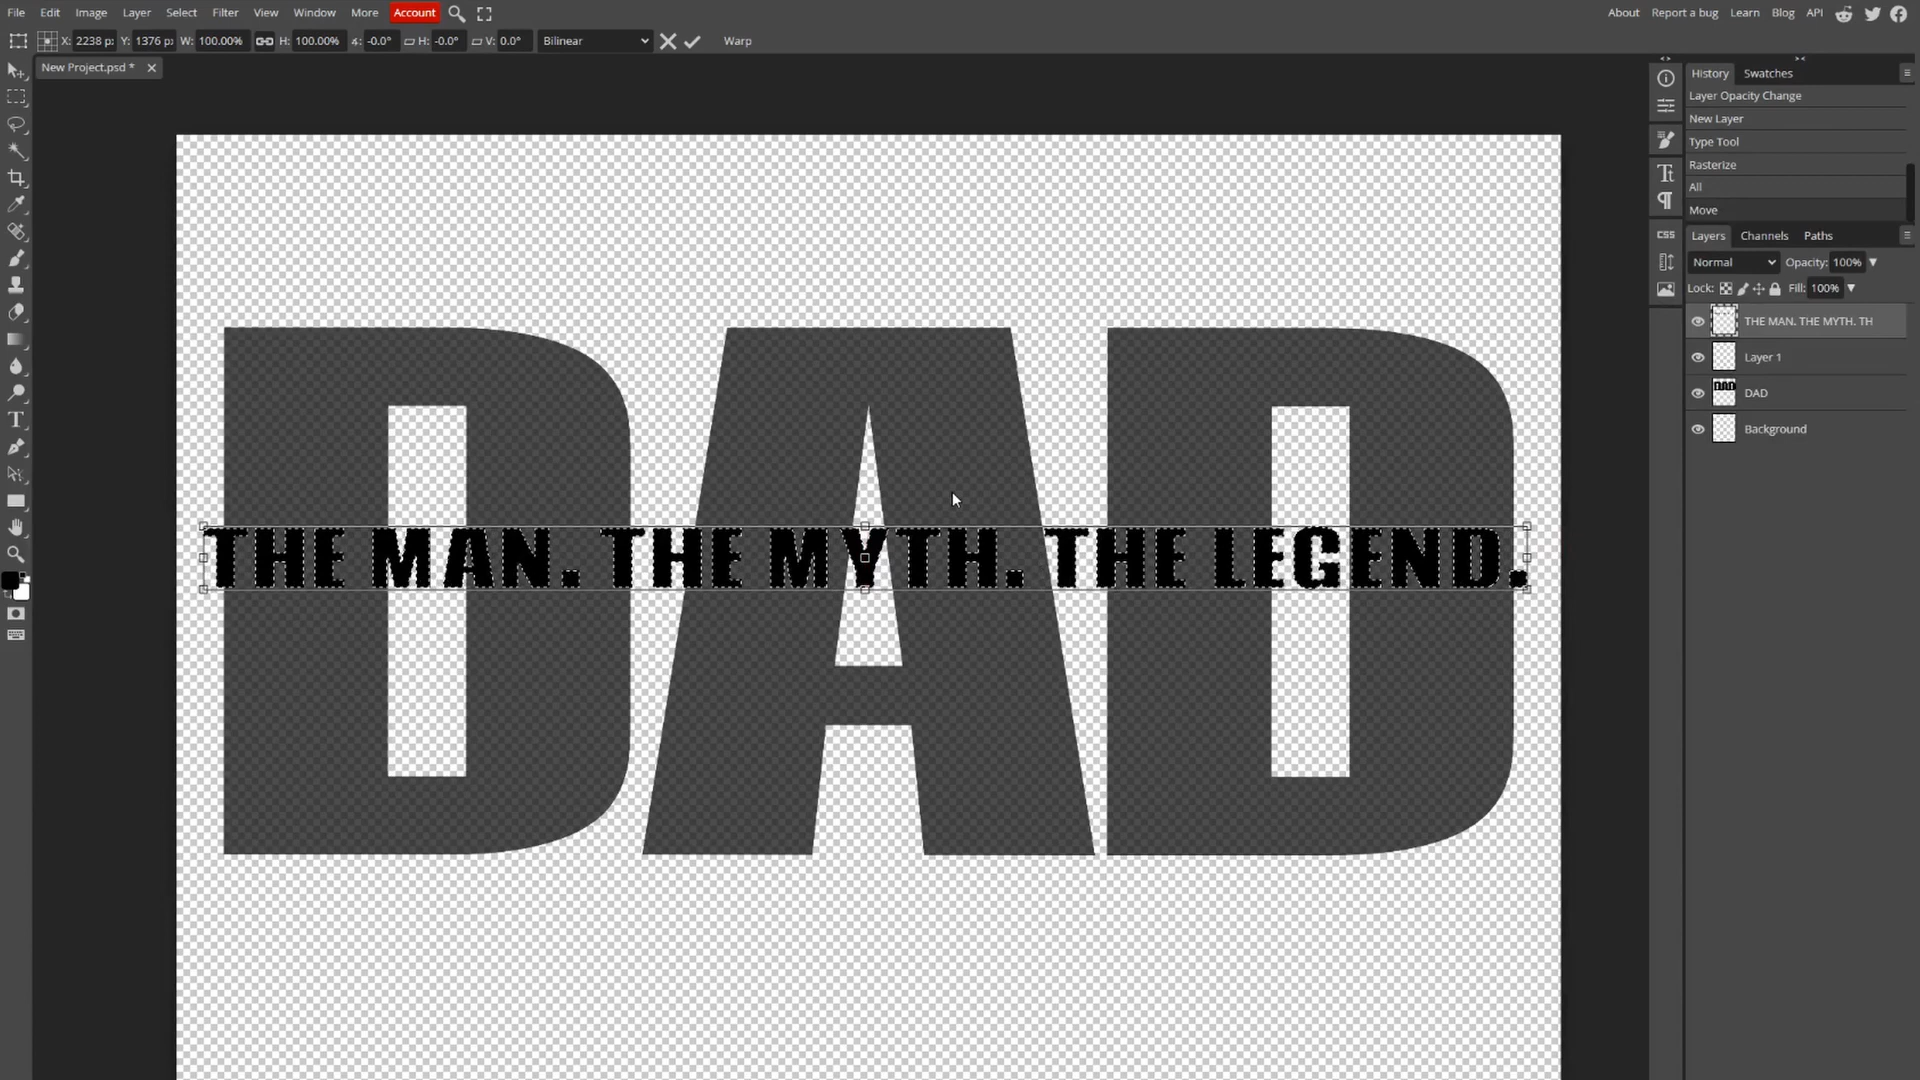 File Edit Image Layer Select Filter View Window More Account About Report a bug Learn Blog API
X: 2238 p: Y: 1376 p: W: 100.00% H: 100.00% -0.0° H: -0.0° V: 0.0° Bilinear Warp
New Project.psd *
History Swatches
Layer Opacity Change
New Layer
Type Tool
Rasterize
All
Move
CSS
Layers Channels Paths
Normal Opacity: 100%
Lock: Fill: 100%
THE MAN. THE MYTH. TH
Layer 1
DAD
DAD
Background
DAD
THE MAN. THE MYTH. THE LEGEND.